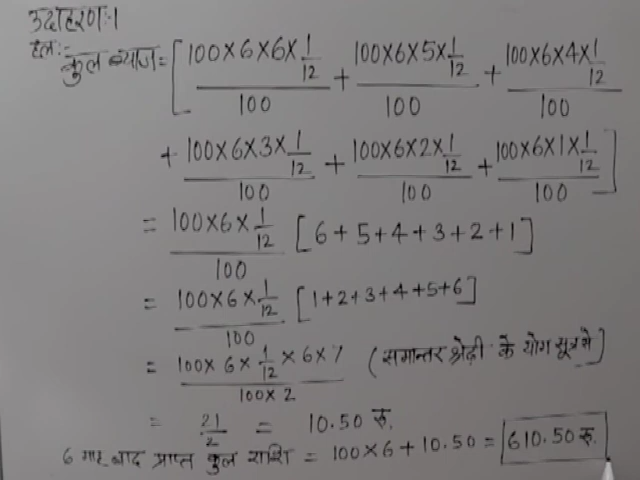 उदाहरण:1
हल:-
कुल ब्याज = [ 100×6×6×1/12 / 100 + 100×6×5×1/12 / 100 + 100×6×4×1/12 / 100
+ 100×6×3×1/12 / 100 + 100×6×2×1/12 / 100 + 100×6×1×1/12 / 100 ]
= 100×6×1/12 / 100 [6+5+4+3+2+1]
= 100×6×1/12 / 100 [1+2+3+4+5+6]
= 100×6×1/12×6×7 / 100×2 (समान्तर श्रेढ़ी के योग सूत्र से)
= 21/2 = 10.50 रू.
6 माह बाद प्राप्त कुल राशि = 100×6+10.50 = 610.50 रू.